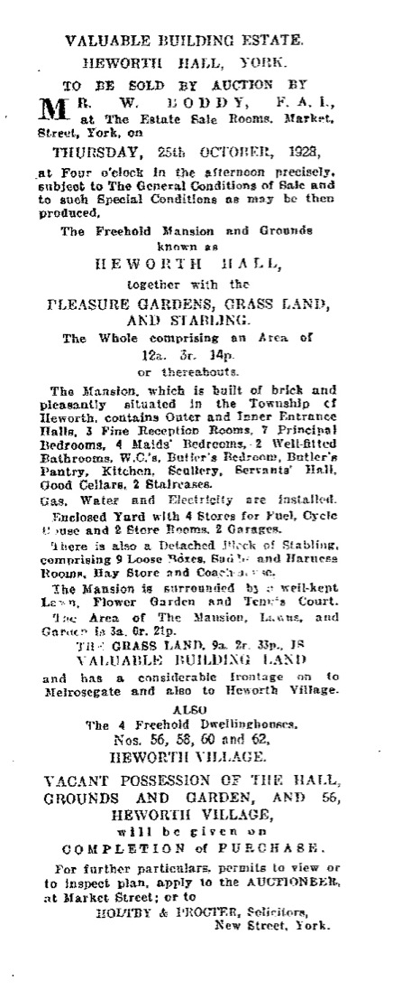 VALUABLE BUILDING ESTATE.
HEWORTH HALL, YORK.
TO BE SOLD BY AUCTION BY
MR. W. BODDY, F.A.I.,
at The Estate Sale Rooms, Market,
Street, York, on
THURSDAY, 25th OCTOBER, 1928,
at Four o'clock in the afternoon precisely,
subject to The General Conditions of Sale and
to such Special Conditions as may be then
produced,
The Freehold Mansion and Grounds
known as
HEWORTH HALL,
together with the
PLEASURE GARDENS, GRASS LAND,
AND STABLING.
The Whole comprising an Area of
12a. 3r. 14p.
or thereabouts.
The Mansion, which is built of brick and
pleasantly situated in the Township of
Heworth, contains Outer and Inner Entrance
Halls, 3 Fine Reception Rooms, 7 Principal
Bedrooms, 4 Maids' Bedrooms, 2 Well-fitted
Bathrooms, W.C.'s, Butler's Bedroom, Butler's
Pantry, Kitchen, Scullery, Servants' Hall,
Good Cellars, 2 Staircases.
Gas, Water and Electricity are installed.
Enclosed Yard with 4 Stores for Fuel, Cycle
House and 2 Store Rooms, 2 Garages.
There is also a Detached Block of Stabling,
comprising 9 Loose Boxes, Saddle and Harness
Rooms, Hay Store and Coach-house.
The Mansion is surrounded by a well-kept
Lawn, Flower Garden and Tennis Court.
The Area of The Mansion, Lawns, and
Garden is 3a. 0r. 21p.
THE GRASS LAND, 9a. 2r. 33p., IS
VALUABLE BUILDING LAND
and has a considerable frontage on to
Melrosegate and also to Heworth Village.
ALSO
The 4 Freehold Dwellinghouses,
Nos. 56, 58, 60 and 62,
HEWORTH VILLAGE.
VACANT POSSESSION OF THE HALL,
GROUNDS AND GARDEN, AND 56,
HEWORTH VILLAGE,
will be given on
COMPLETION of PURCHASE.
For further particulars, permits to view or
to inspect plan, apply to the AUCTIONEER,
at Market Street; or to
HOLTBY & PROCTER, Solicitors,
New Street, York.